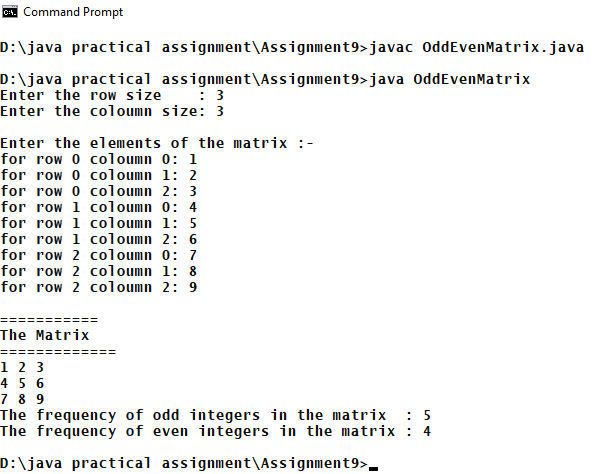 Command Prompt
D:\java practical assignment\Assignment9>javac OddEvenMatrix.java
D:\java practical assignment\Assignment9>java OddEvenMatrix
Enter the row size    : 3
Enter the coloumn size: 3
Enter the elements of the matrix :-
for row 0 coloumn 0: 1
for row 0 coloumn 1: 2
for row 0 coloumn 2: 3
for row 1 coloumn 0: 4
for row 1 coloumn 1: 5
for row 1 coloumn 2: 6
for row 2 coloumn 0: 7
for row 2 coloumn 1: 8
for row 2 coloumn 2: 9
===========
The Matrix
=============
1 2 3
4 5 6
7 8 9
The frequency of odd integers in the matrix  : 5
The frequency of even integers in the matrix : 4
D:\java practical assignment\Assignment9>